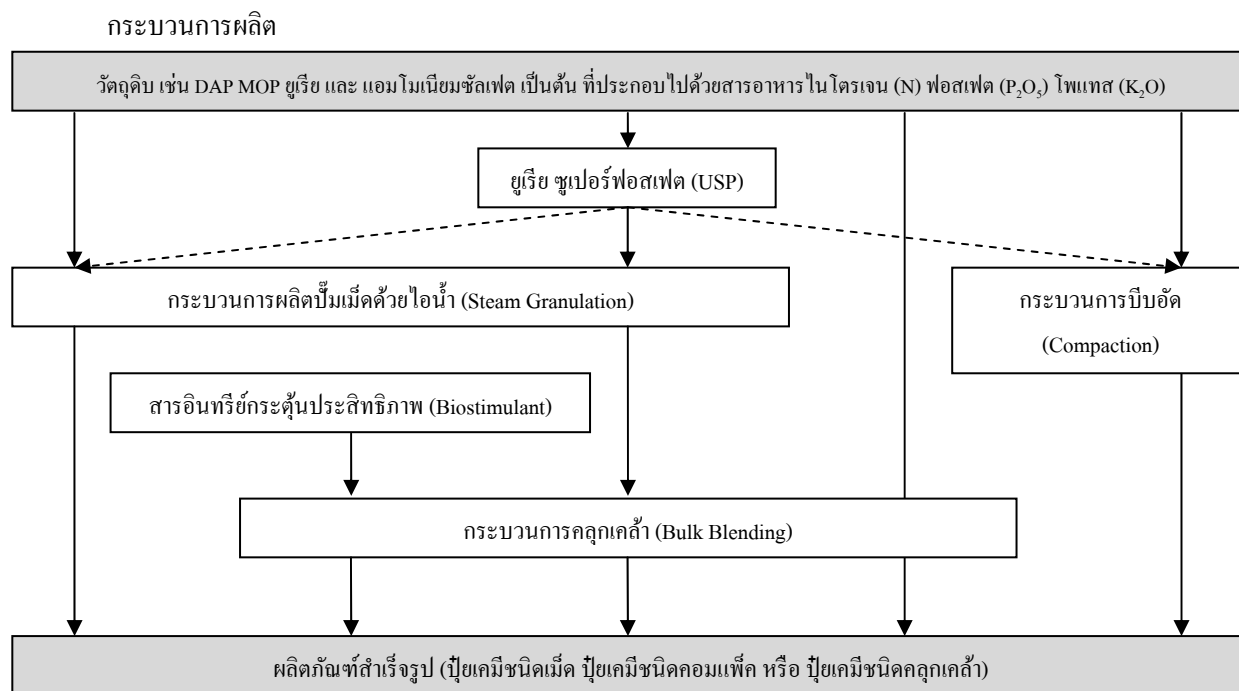 กระบวนการผลิต
วัตถุดิบ เช่น DAP MOP ยูเรีย และ แอมโมเนียมซัลเฟต เป็นต้น ที่ประกอบไปด้วยสารอาหารไนโตรเจน (N) ฟอสเฟต (P₂O₅) โพแทส (K₂O)
ยูเรีย ซูเปอร์ฟอสเฟต (USP)
กระบวนการผลิตปั๊มเม็ดด้วยไอน้ำ (Steam Granulation)
กระบวนการบีบอัด
(Compaction)
สารอินทรีย์กระตุ้นประสิทธิภาพ (Biostimulant)
กระบวนการคลุกเคล้า (Bulk Blending)
ผลิตภัณฑ์สำเร็จรูป (ปุ๋ยเคมีชนิดเม็ด ปุ๋ยเคมีชนิดคอมแพ็ค หรือ ปุ๋ยเคมีชนิดคลุกเคล้า)